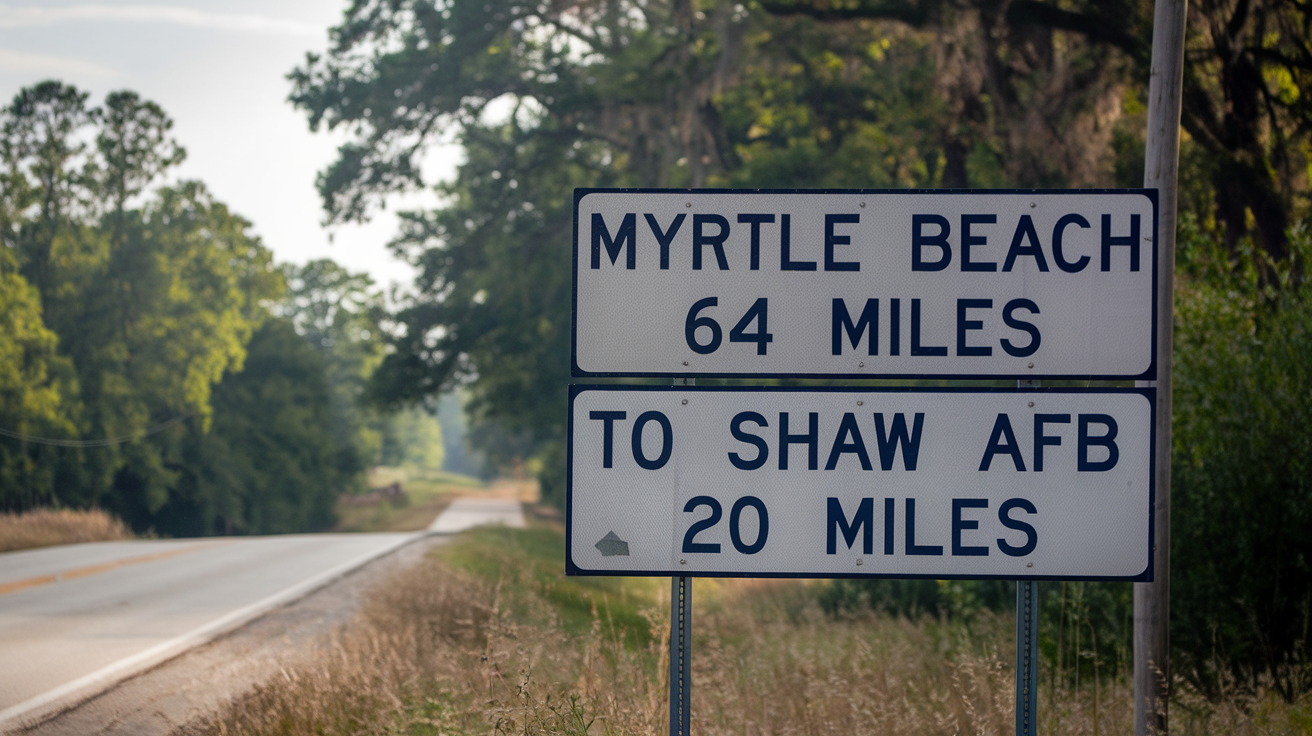 MYRTLE BEACH
64 MILES
TO SHAW AFB
20 MILES